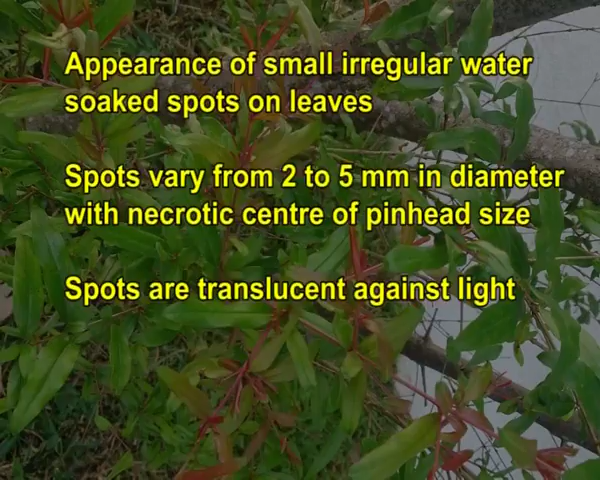 Appearance of small irregular water
soaked spots on leaves
Spots vary from 2 to 5 mm in diameter
with necrotic centre of pinhead size
Spots are translucent against light